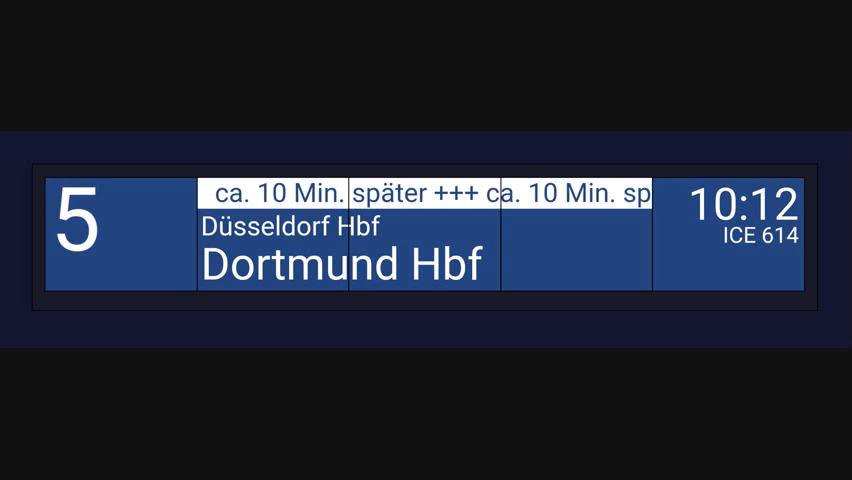 5
ca. 10 Min. später +++ ca. 10 Min. sp
Düsseldorf Hbf
Dortmund Hbf
10:12
ICE 614